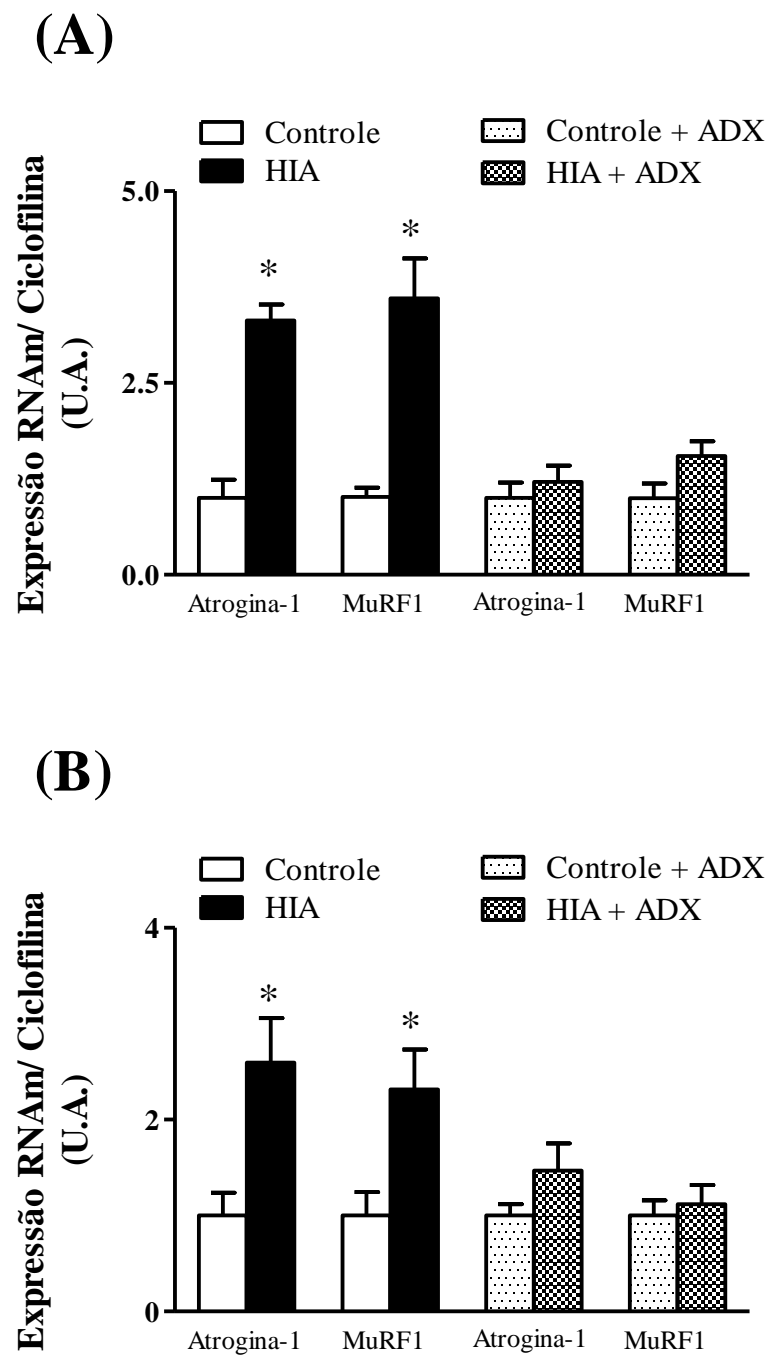 (A)
Controle
HIA
Controle + ADX
HIA + ADX
Expressão RNAm/ Ciclofilina
(U.A.)
5.0
*
*
2.5
0.0
Atrogina-1 MuRF1 Atrogina-1 MuRF1
(B)
Controle
HIA
Controle + ADX
HIA + ADX
Expressão RNAm/ Ciclofilina
(U.A.)
4
*
*
2
0
Atrogina-1 MuRF1 Atrogina-1 MuRF1